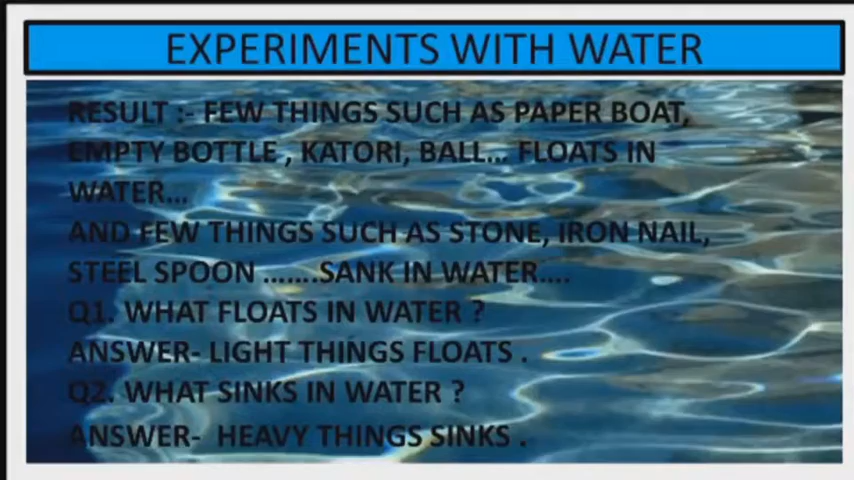 EXPERIMENTS WITH WATER
RESULT :- FEW THINGS SUCH AS PAPER BOAT,
EMPTY BOTTLE , KATORI, BALL... FLOATS IN
WATER...
AND FEW THINGS SUCH AS STONE, IRON NAIL,
STEEL SPOON .......SANK IN WATER....
Q1. WHAT FLOATS IN WATER ?
ANSWER- LIGHT THINGS FLOATS .
Q2. WHAT SINKS IN WATER ?
ANSWER- HEAVY THINGS SINKS .